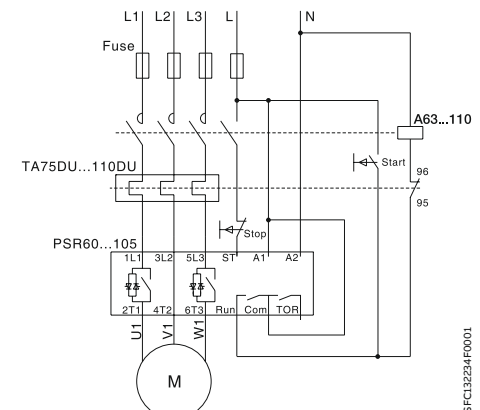 L1 L2 L3 L N
Fuse
A63...110
Start
TA75DU...110DU
96
95
Stop
PSR60...105
1L1 3L2 5L3 ST A1 A2
2T1 4T2 6T3 Run Com TOR
U1 V1 W1
M
SFC132234F0001